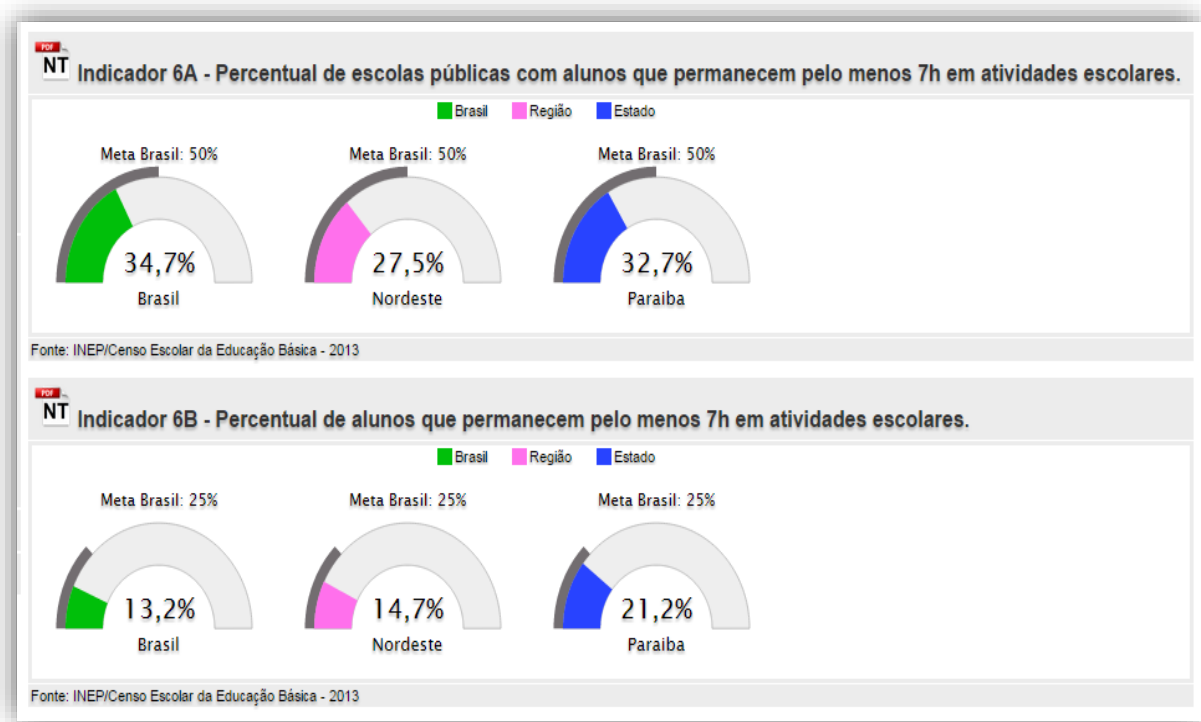 PDF
NT Indicador 6A - Percentual de escolas públicas com alunos que permanecem pelo menos 7h em atividades escolares.
Brasil Região Estado
Meta Brasil: 50% Meta Brasil: 50% Meta Brasil: 50%
34,7% 27,5% 32,7%
Brasil Nordeste Paraiba
Fonte: INEP/Censo Escolar da Educação Básica - 2013
PDF
NT Indicador 6B - Percentual de alunos que permanecem pelo menos 7h em atividades escolares.
Brasil Região Estado
Meta Brasil: 25% Meta Brasil: 25% Meta Brasil: 25%
13,2% 14,7% 21,2%
Brasil Nordeste Paraiba
Fonte: INEP/Censo Escolar da Educação Básica - 2013